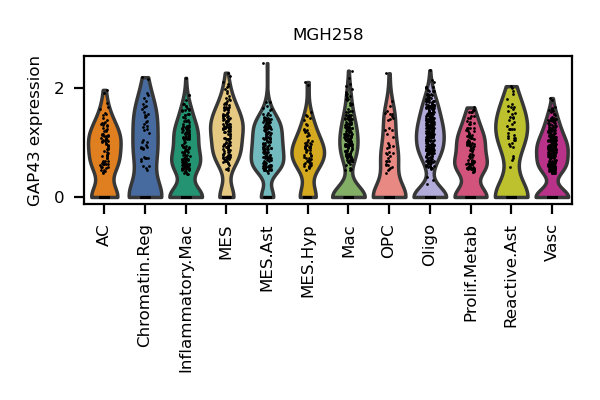 MGH258
GAP43 expression
2
0
AC
Chromatin.Reg
Inflammatory.Mac
MES
MES.Ast
MES.Hyp
Mac
OPC
Oligo
Prolif.Metab
Reactive.Ast
Vasc